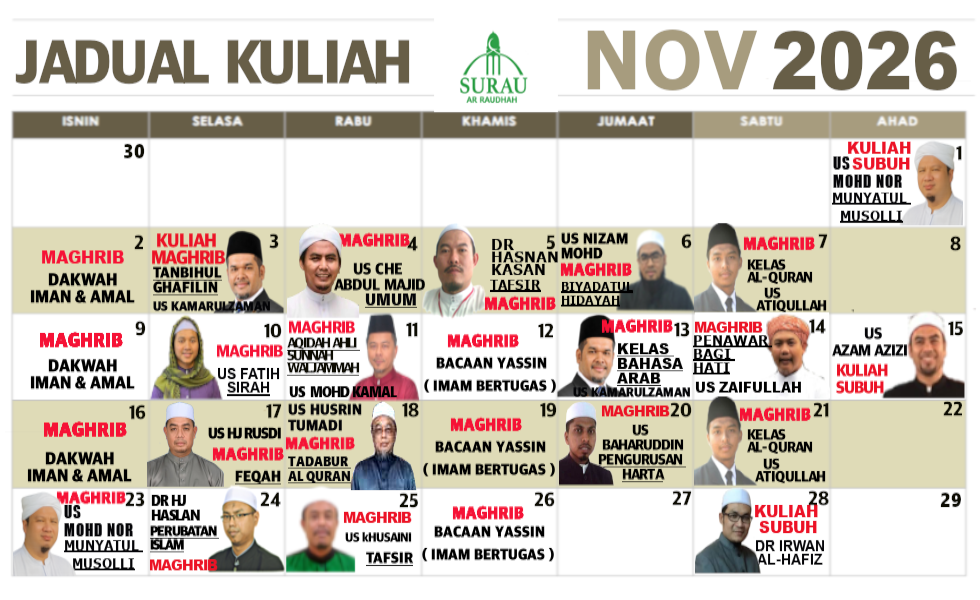 JADUAL KULIAH
SURAU
AR RAUDHAH
NOV 2026
ISNIN
SELASA
RABU
KHAMIS
JUMAAT
SABTU
AHAD
30
1
KULIAH
US SUBUH
MOHD NOR
MUNYATUL
MUSOLLI
2
MAGHRIB
DAKWAH
IMAN & AMAL
3
KULIAH
MAGHRIB
TANBIHUL
GHAFILIN
US KAMARULZAMAN
4
MAGHRIB
US CHE
ABDUL MAJID
UMUM
5
DR
HASNAN
KASAN
TAFSIR
MAGHRIB
6
US NIZAM
MOHD
MAGHRIB
BIYADATUL
HIDAYAH
7
MAGHRIB
KELAS
AL-QURAN
US
ATIQULLAH
8
9
MAGHRIB
DAKWAH
IMAN & AMAL
10
MAGHRIB
US FATIH
SIRAH
11
MAGHRIB
AQIDAH AHLI
SUNNAH
WALJAMMAH
US MOHD KAMAL
12
MAGHRIB
BACAAN YASSIN
( IMAM BERTUGAS )
13
MAGHRIB
KELAS
BAHASA
ARAB
US KAMARULZAMAN
14
MAGHRIB
PENAWAR
BAGI
HATI
US ZAIFULLAH
15
US
AZAM AZIZI
KULIAH
SUBUH
16
MAGHRIB
DAKWAH
IMAN & AMAL
17
US HJ RUSDI
MAGHRIB
FEQAH
18
US HUSRIN
TUMADI
MAGHRIB
TADABUR
AL QURAN
19
MAGHRIB
BACAAN YASSIN
( IMAM BERTUGAS )
20
MAGHRIB
US
BAHARUDDIN
PENGURUSAN
HARTA
21
MAGHRIB
KELAS
AL-QURAN
US
ATIQULLAH
22
23
MAGHRIB
US
MOHD NOR
MUNYATUL
MUSOLLI
24
DR HJ
HASLAN
PERUBATAN
ISLAM
MAGHRIB
25
MAGHRIB
US kHUSAINI
TAFSIR
26
MAGHRIB
BACAAN YASSIN
( IMAM BERTUGAS )
27
28
KULIAH
SUBUH
DR IRWAN
AL-HAFIZ
29